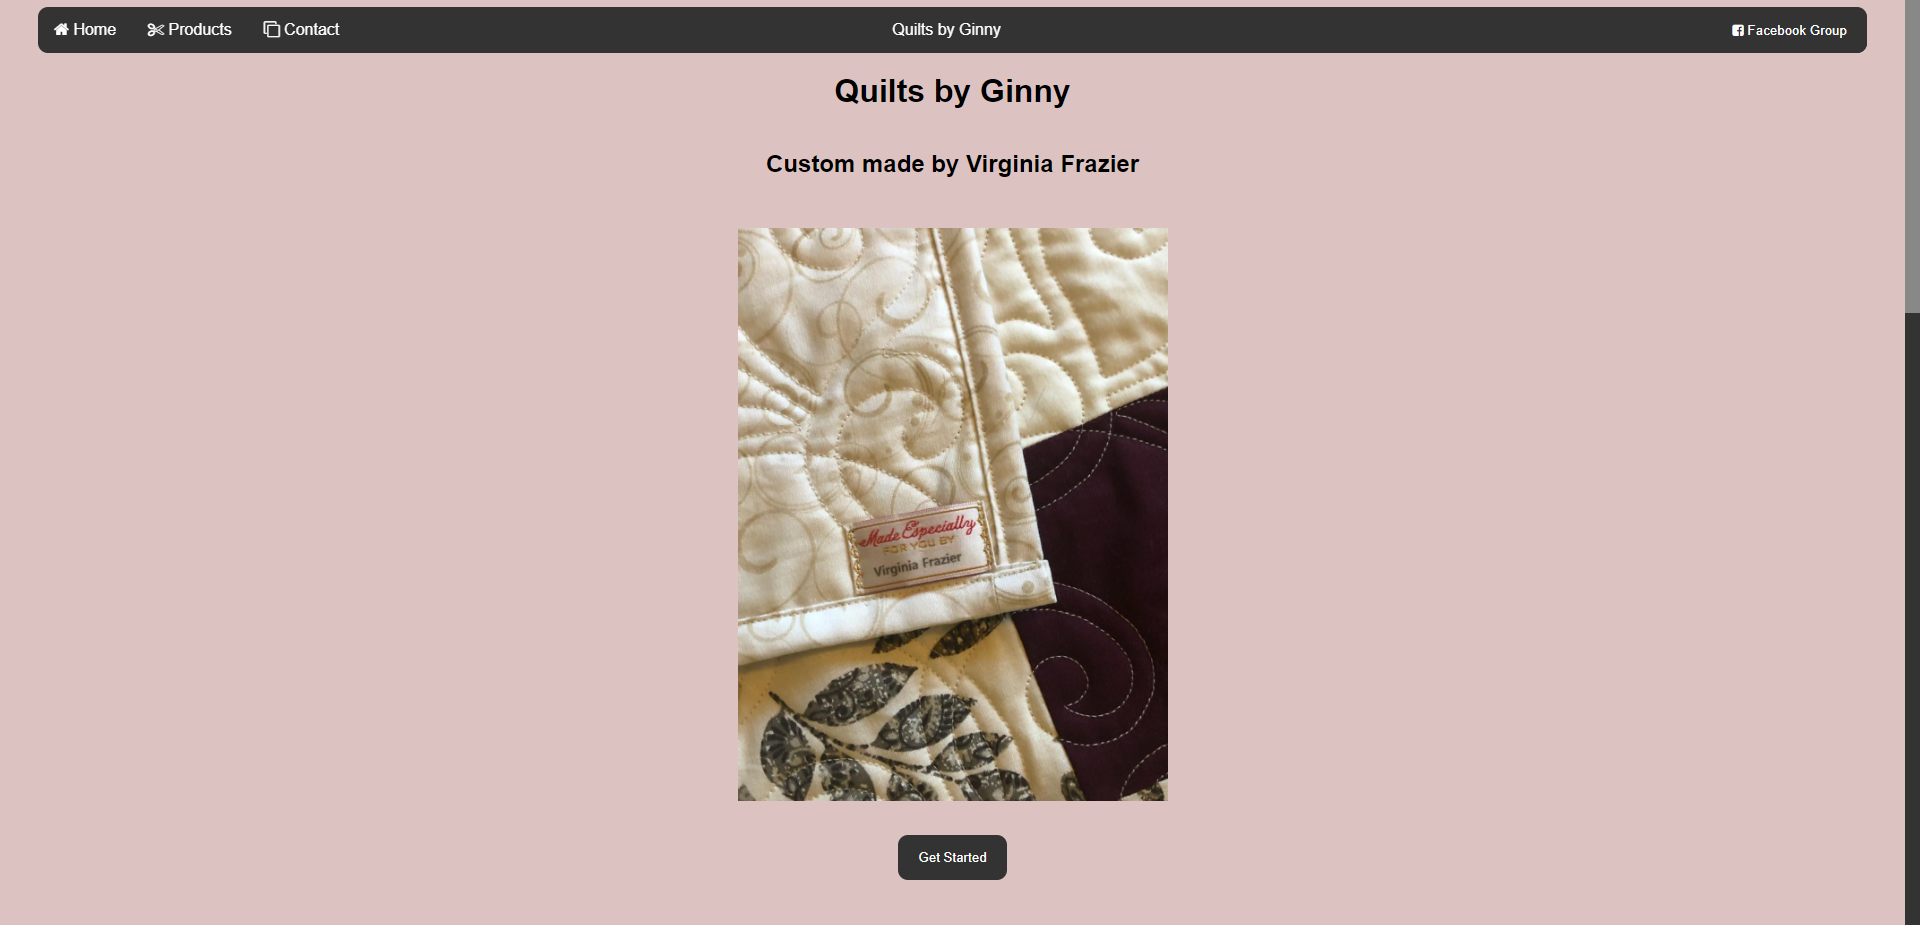 Home Products Contact Quilts by Ginny Facebook Group
Quilts by Ginny
Custom made by Virginia Frazier
Made Especially
FOR YOU BY
Virginia Frazier
Get Started